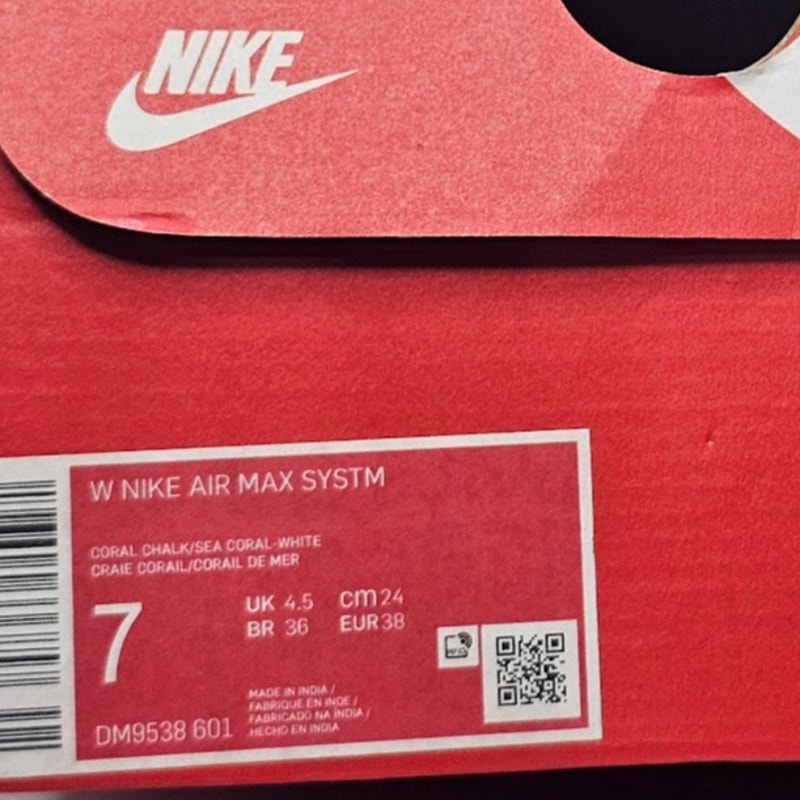 NIKE
W NIKE AIR MAX SYSTM
CORAL CHALK/SEA CORAL-WHITE
CRAIE CORAIL/CORAIL DE MER
7
UK 4.5 cm 24
BR 36 EUR 38
MADE IN INDIA /
FABRIQUE EN INDE /
FABRICADO NA ÍNDIA /
HECHO EN INDIA
DM9538 601